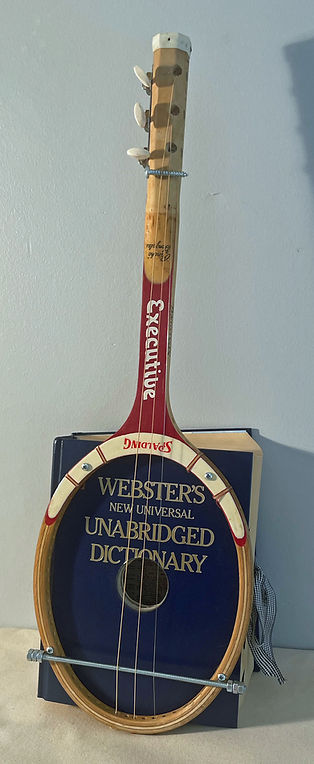 Executive
SPALDING
WEBSTER'S
NEW UNIVERSAL
UNABRIDGED
DICTIONARY